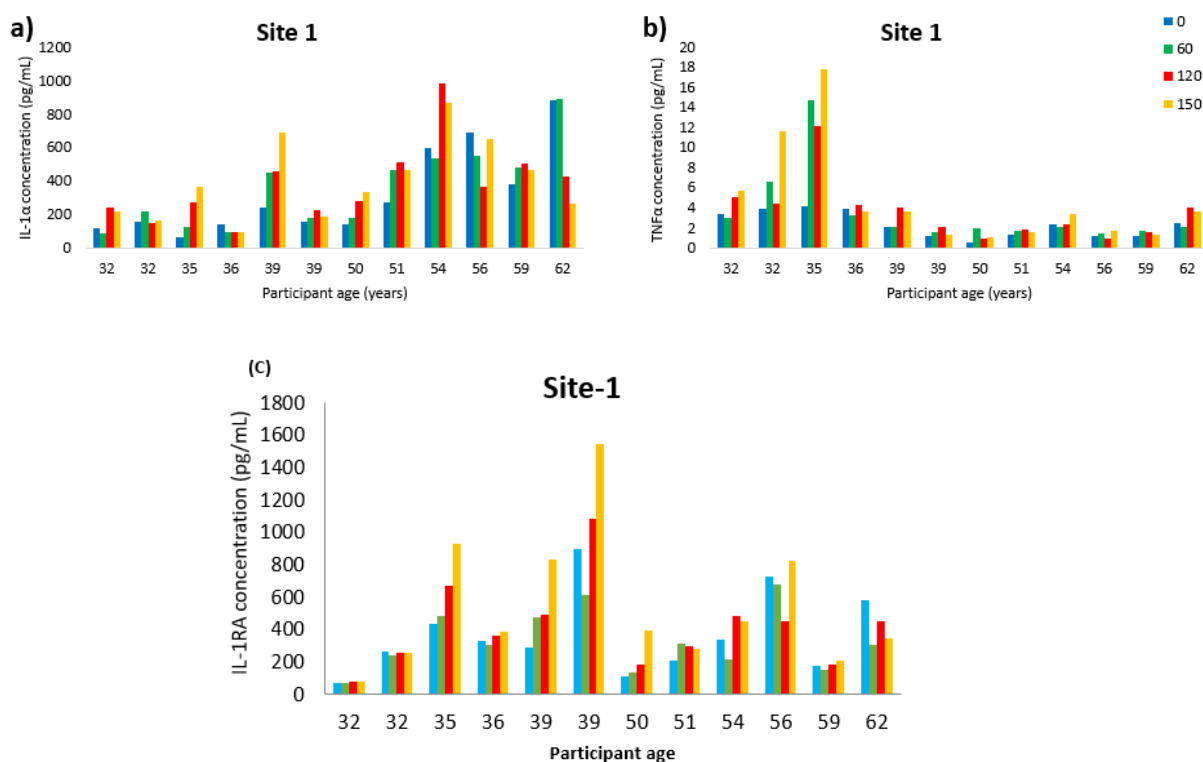 a)
Site 1
IL-1α concentration (pg/mL)
1200
1000
800
600
400
200
0
32 32 35 36 39 39 50 51 54 56 59 62
Participant age (years)
b)
Site 1
TNFα concentration (pg/mL)
20
18
16
14
12
10
8
6
4
2
0
32 32 35 36 39 39 50 51 54 56 59 62
Participant age (years)
0
60
120
150
(C)
Site-1
IL-1RA concentration (pg/mL)
1800
1600
1400
1200
1000
800
600
400
200
0
32 32 35 36 39 39 50 51 54 56 59 62
Participant age